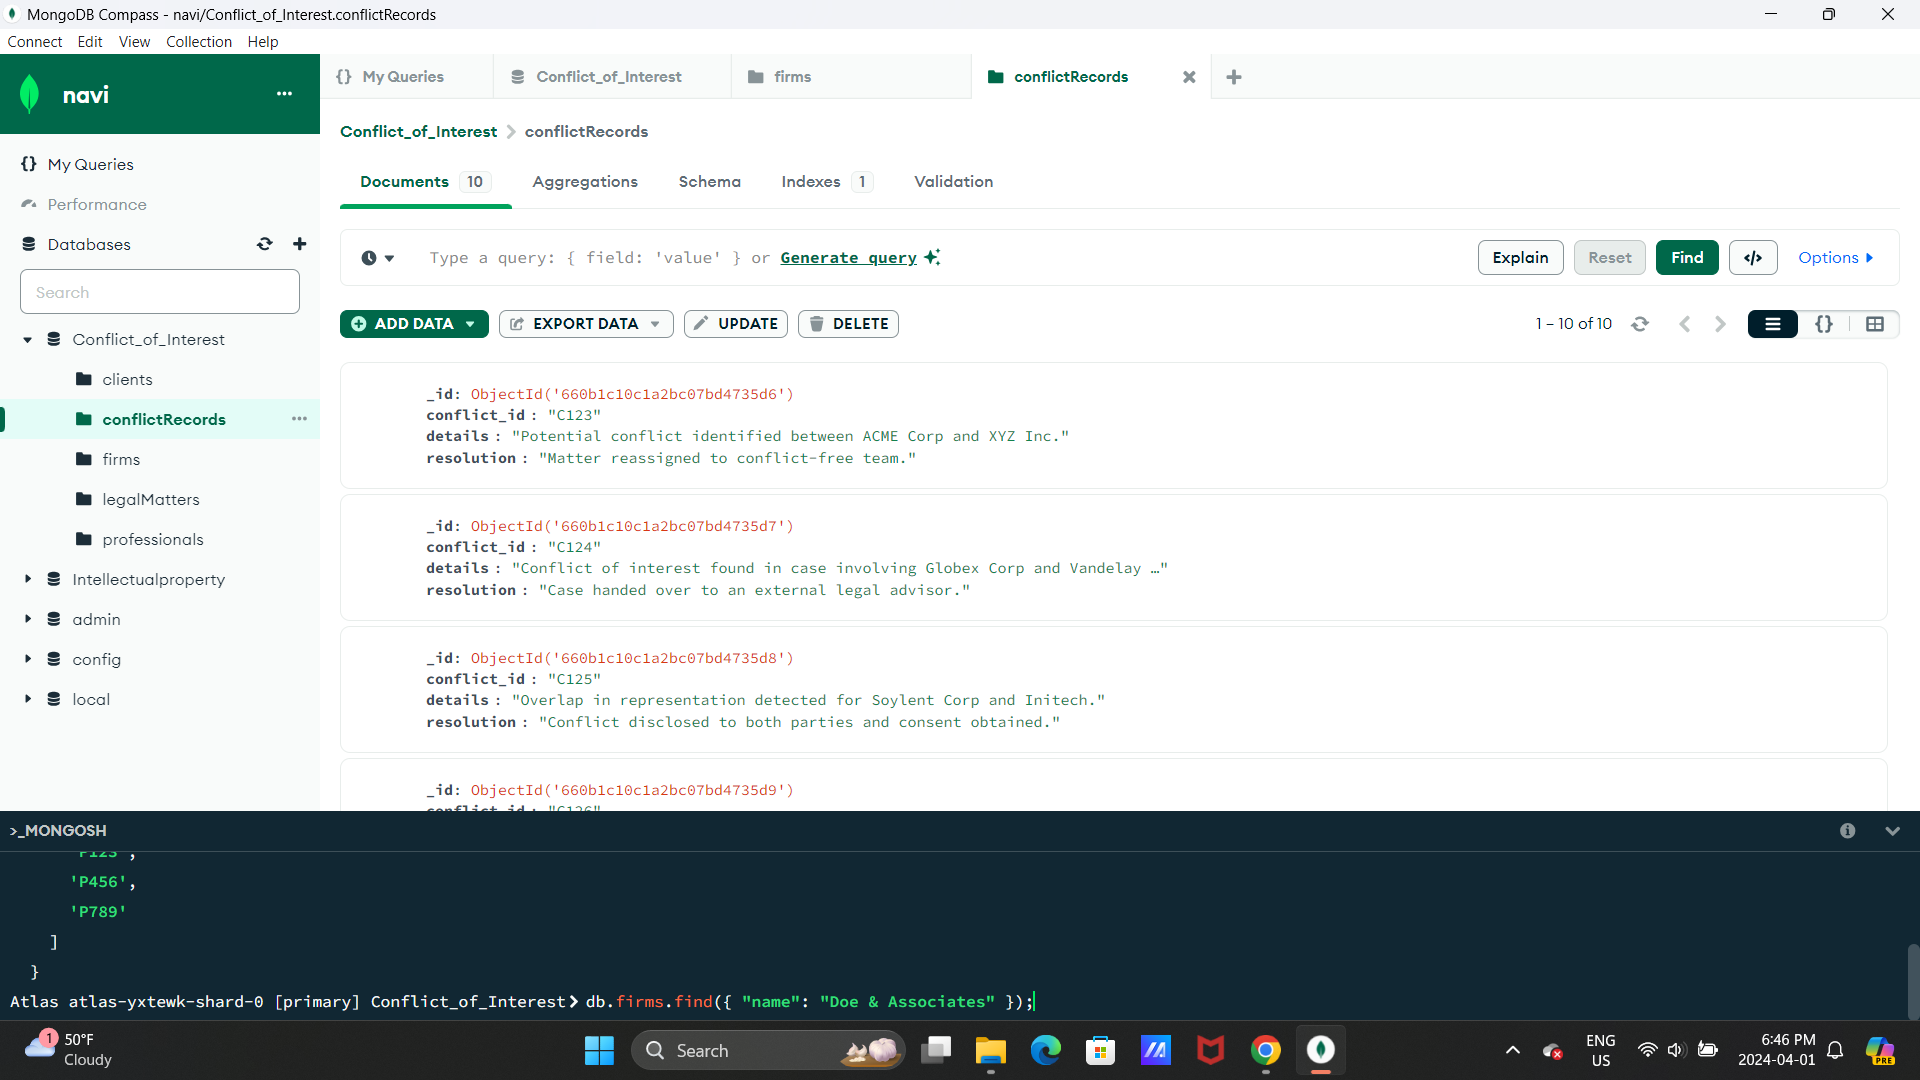 MongoDB Compass - navi/Conflict_of_Interest.conflictRecords
Connect Edit View Collection Help
navi
My Queries
Performance
Databases
Search
Conflict_of_Interest
clients
conflictRecords
firms
legalMatters
professionals
Intellectualproperty
admin
config
local
{} My Queries
Conflict_of_Interest
firms
conflictRecords
Conflict_of_Interest > conflictRecords
Documents 10 Aggregations Schema Indexes 1 Validation
Type a query: { field: 'value' } or Generate query
Explain Reset Find </> Options
ADD DATA EXPORT DATA UPDATE DELETE
1 – 10 of 10
{}
_id: ObjectId('660b1c10c1a2bc07bd4735d6')
conflict_id : "C123"
details : "Potential conflict identified between ACME Corp and XYZ Inc."
resolution : "Matter reassigned to conflict-free team."
_id: ObjectId('660b1c10c1a2bc07bd4735d7')
conflict_id : "C124"
details : "Conflict of interest found in case involving Globex Corp and Vandelay …"
resolution : "Case handed over to an external legal advisor."
_id: ObjectId('660b1c10c1a2bc07bd4735d8')
conflict_id : "C125"
details : "Overlap in representation detected for Soylent Corp and Initech."
resolution : "Conflict disclosed to both parties and consent obtained."
_id: ObjectId('660b1c10c1a2bc07bd4735d9')
conflict_id : "C126"
>_MONGOSH
'P123',
'P456',
'P789'
]
}
Atlas atlas-yxtewk-shard-0 [primary] Conflict_of_Interest> db.firms.find({ "name": "Doe & Associates" });
1
50°F
Cloudy
Search
ENG
US
6:46 PM
2024-04-01
PRE